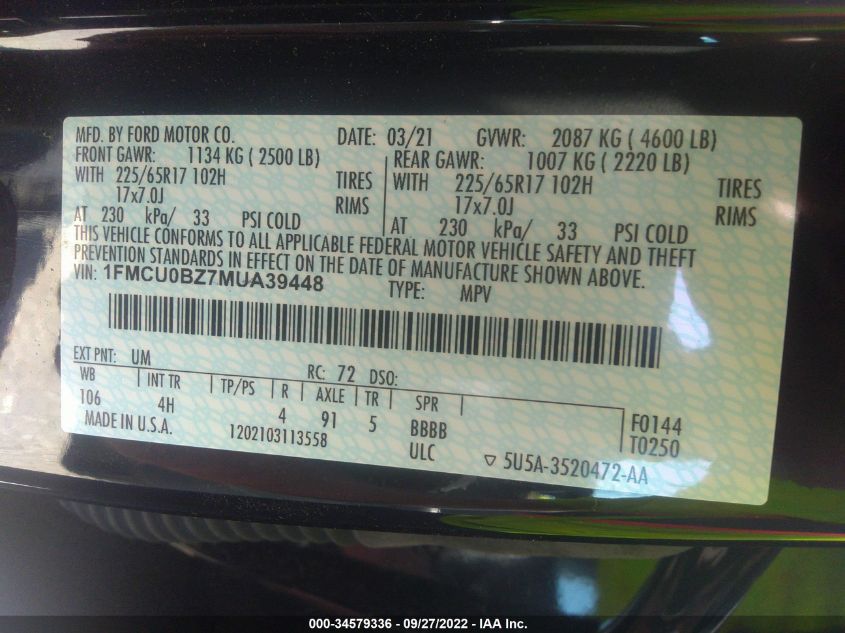 MFD. BY FORD MOTOR CO. DATE: 03/21 GVWR: 2087 KG ( 4600 LB)
FRONT GAWR: 1134 KG ( 2500 LB) REAR GAWR: 1007 KG ( 2220 LB)
WITH 225/65R17 102H TIRES WITH 225/65R17 102H TIRES
17x7.0J RIMS 17x7.0J RIMS
AT 230 kPa/ 33 PSI COLD AT 230 kPa/ 33 PSI COLD
THIS VEHICLE CONFORMS TO ALL APPLICABLE FEDERAL MOTOR VEHICLE SAFETY AND THEFT
PREVENTION STANDARDS IN EFFECT ON THE DATE OF MANUFACTURE SHOWN ABOVE.
VIN: 1FMCU0BZ7MUA39448 TYPE: MPV
EXT PNT: UM RC: 72 DSO:
WB INT TR TP/PS R AXLE TR SPR
106 4H 4 91 5 BBBB F0144
MADE IN U.S.A. 1202103113558 ULC ▽ 5U5A-3520472-AA T0250
000-34579336 - 09/27/2022 - IAA Inc.